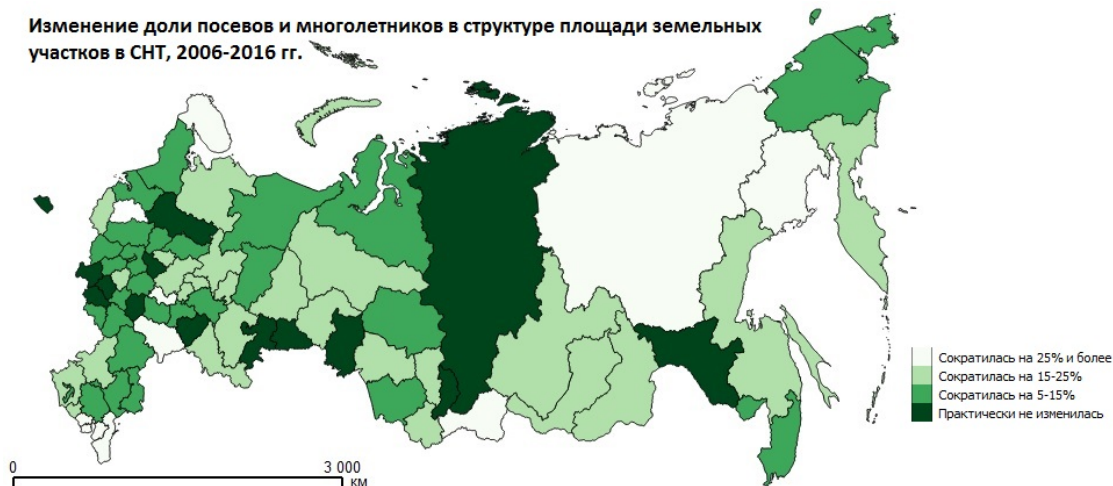 Изменение доли посевов и многолетников в структуре площади земельных
участков в СНТ, 2006-2016 гг.
Сократилась на 25% и более
Сократилась на 15-25%
Сократилась на 5-15%
Практически не изменилась
0 3 000
км